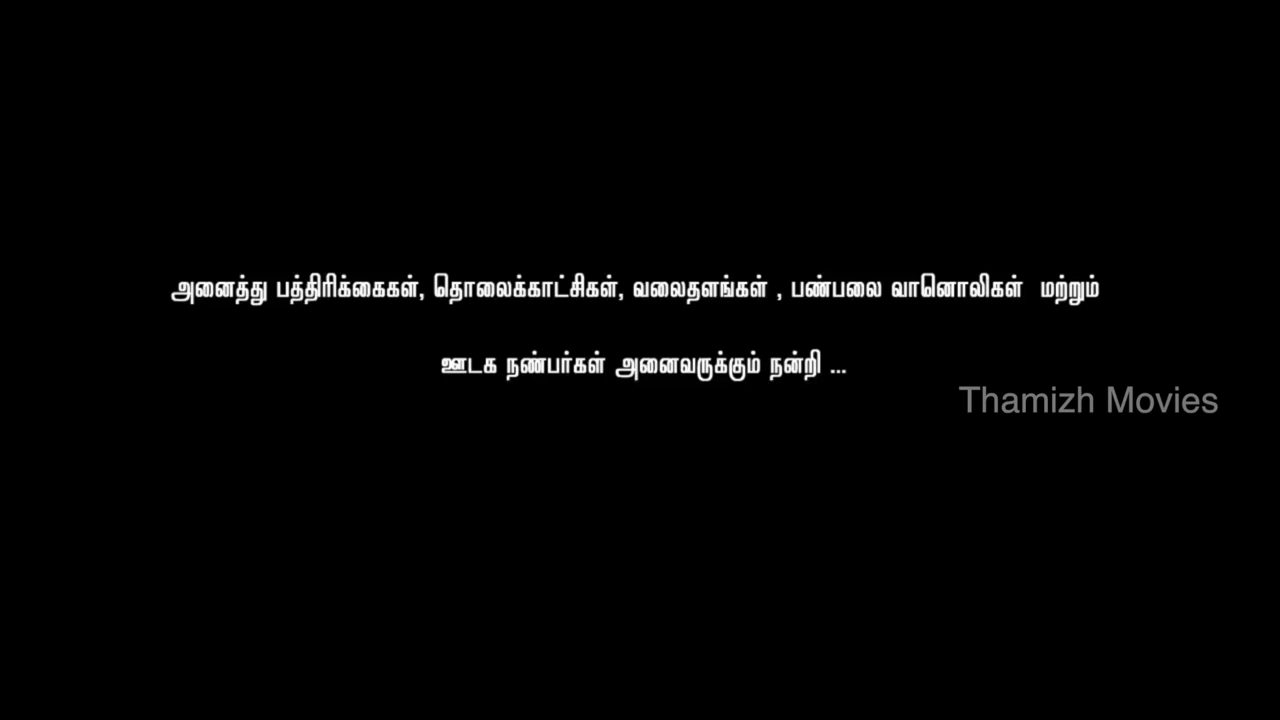 அனைத்து பத்திரிக்கைகள், தொலைக்காட்சிகள், வலைதளங்கள் , பண்பலை வானொலிகள் மற்றும்
ஊடக நண்பர்கள் அனைவருக்கும் நன்றி ...
Thamizh Movies